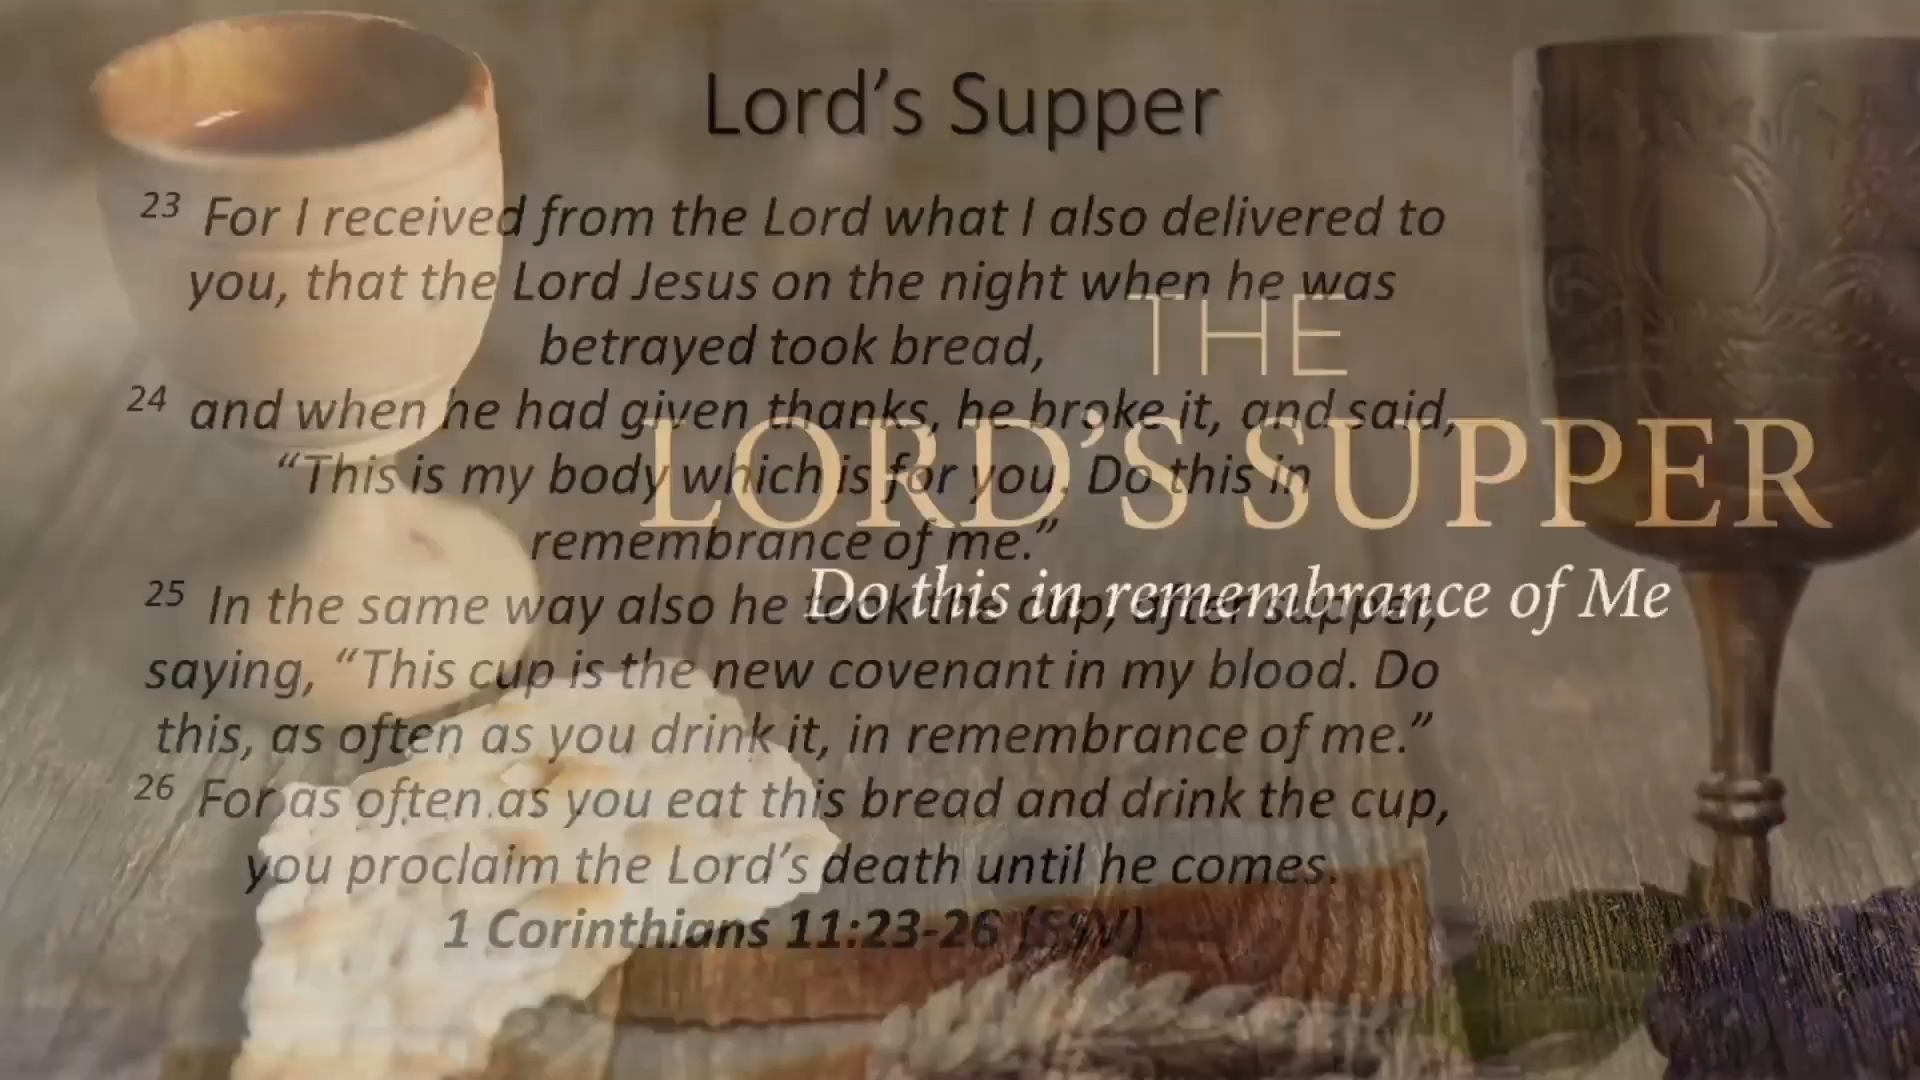 Lord’s Supper
23 For I received from the Lord what I also delivered to
you, that the Lord Jesus on the night when he was
betrayed took bread,
24 and when he had given thanks, he broke it, and said,
“This is my body which is for you. Do this in
remembrance of me.”
25 In the same way also he took the cup, after supper,
saying, “This cup is the new covenant in my blood. Do
this, as often as you drink it, in remembrance of me.”
26 For as often as you eat this bread and drink the cup,
you proclaim the Lord’s death until he comes.
1 Corinthians 11:23-26 (ESV)
THE
LORD’S SUPPER
Do this in remembrance of Me